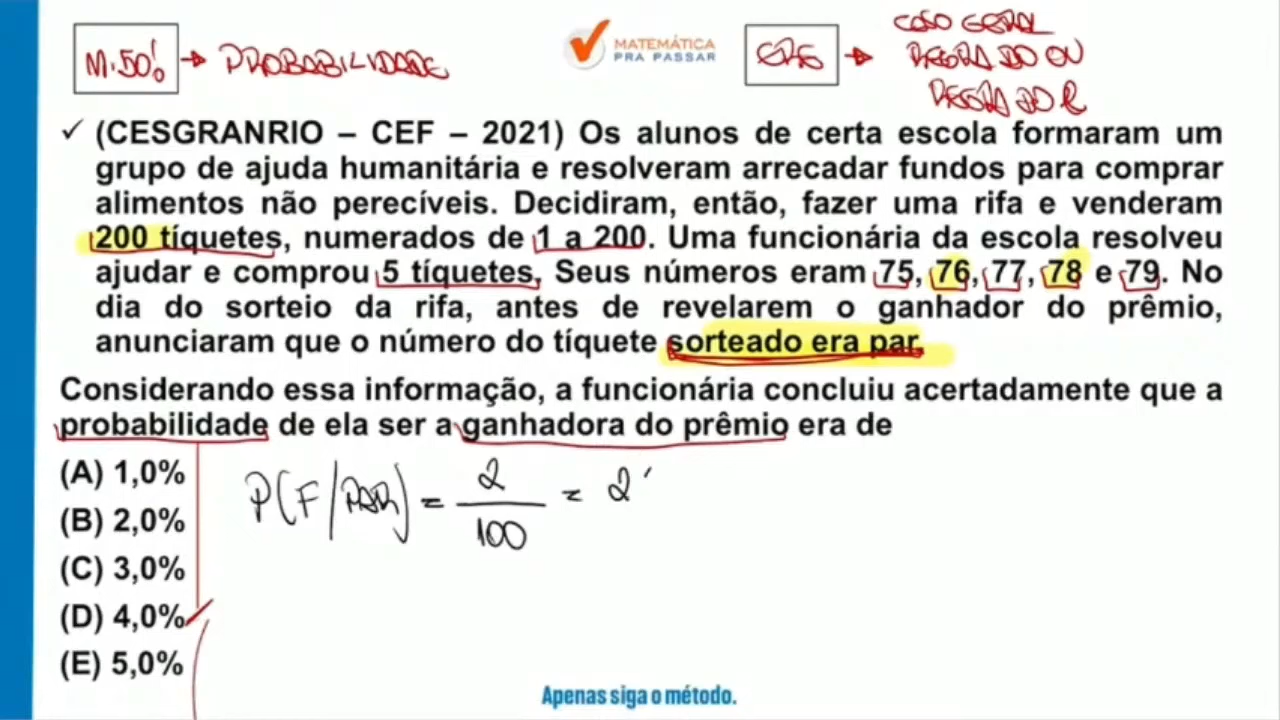 M.50% → PROBABILIDADE
MATEMÁTICA
PRA PASSAR
CASO GERAL
REGRA DO OU
REGRA DO E
✓ (CESGRANRIO – CEF – 2021) Os alunos de certa escola formaram um
grupo de ajuda humanitária e resolveram arrecadar fundos para comprar
alimentos não perecíveis. Decidiram, então, fazer uma rifa e venderam
200 tíquetes, numerados de 1 a 200. Uma funcionária da escola resolveu
ajudar e comprou 5 tíquetes. Seus números eram 75, 76, 77, 78 e 79. No
dia do sorteio da rifa, antes de revelarem o ganhador do prêmio,
anunciaram que o número do tíquete sorteado era par.
Considerando essa informação, a funcionária concluiu acertadamente que a
probabilidade de ela ser a ganhadora do prêmio era de
(A) 1,0%
(B) 2,0%
(C) 3,0%
(D) 4,0%
(E) 5,0%
P(F/PAR) = 2/100 = 2
Apenas siga o método.